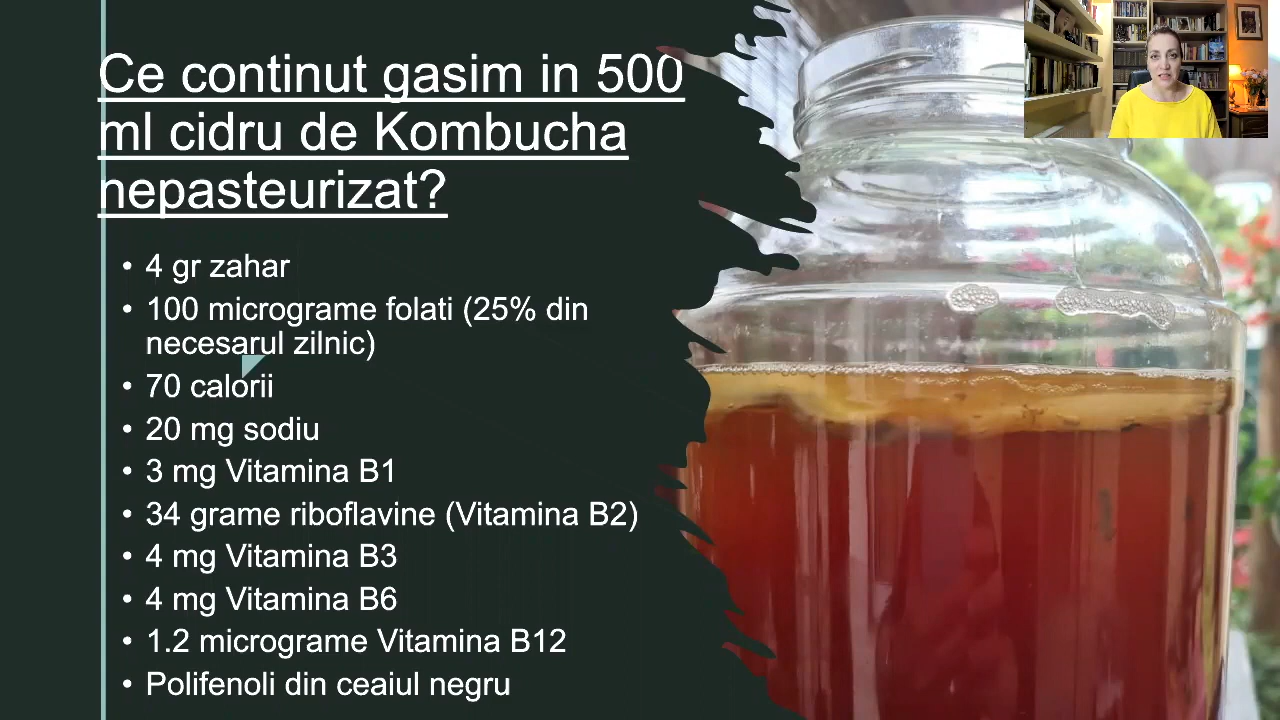 Ce continut gasim in 500
ml cidru de Kombucha
nepasteurizat?
• 4 gr zahar
• 100 micrograme folati (25% din
necesarul zilnic)
• 70 calorii
• 20 mg sodiu
• 3 mg Vitamina B1
• 34 grame riboflavine (Vitamina B2)
• 4 mg Vitamina B3
• 4 mg Vitamina B6
• 1.2 micrograme Vitamina B12
• Polifenoli din ceaiul negru